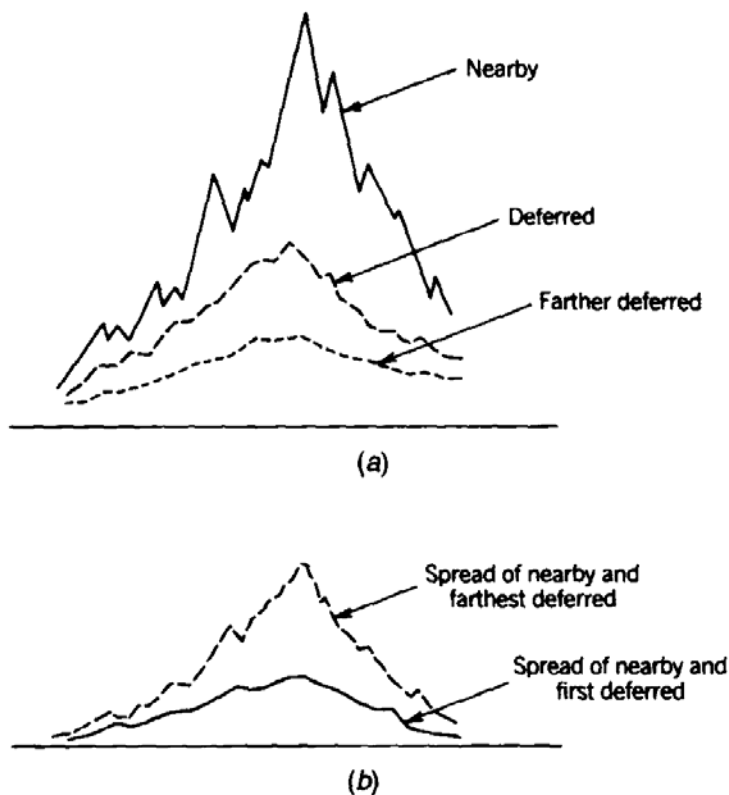 Nearby
Deferred
Farther deferred
(a)
Spread of nearby and
farthest deferred
Spread of nearby and
first deferred
(b)